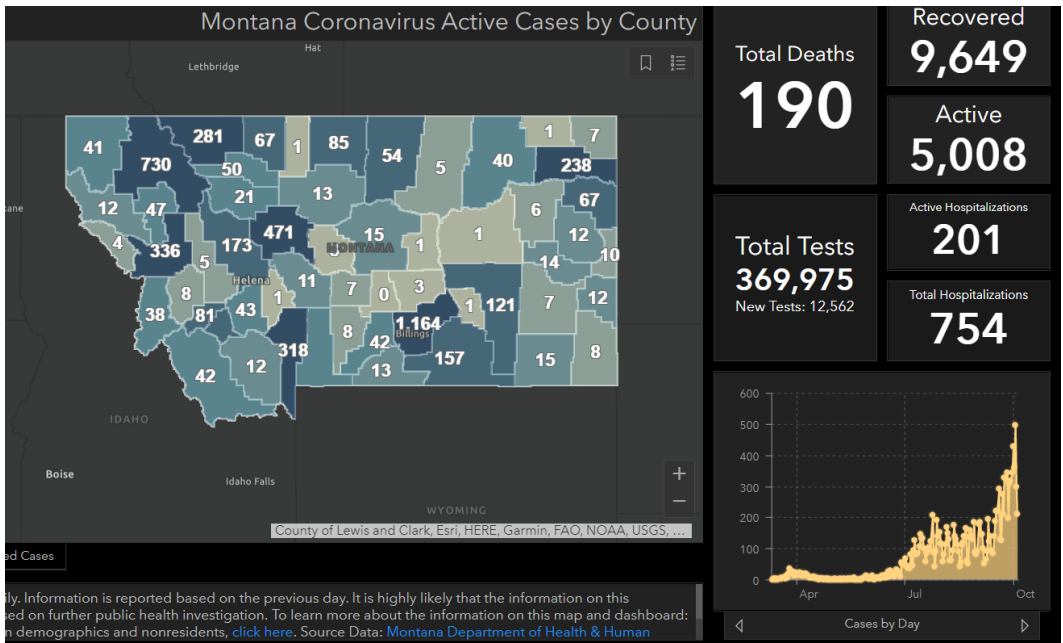 Montana Coronavirus Active Cases by County
Hat
Lethbridge
41
730
281
67
1
85
54
5
40
1
7
238
50
21
13
12
47
6
67
4
336
5
173
471
15
1
1
12
MONTANA
14
10
Helena
8
11
7
0
3
1
43
1
121
7
12
38
81
318
8
42
1,164
Billings
157
15
8
13
42
12
cane
IDAHO
Boise
Idaho Falls
WYOMING
+
−
County of Lewis and Clark, Esri, HERE, Garmin, FAO, NOAA, USGS, ...
ed Cases
ily. Information is reported based on the previous day. It is highly likely that the information on this
sed on further public health investigation. To learn more about the information on this map and dashboard:
n demographics and nonresidents, click here. Source Data: Montana Department of Health & Human
Total Deaths
190
Recovered
9,649
Active
5,008
Total Tests
369,975
New Tests: 12,562
Active Hospitalizations
201
Total Hospitalizations
754
600
500
400
300
200
100
0
Apr
Jul
Oct
Cases by Day